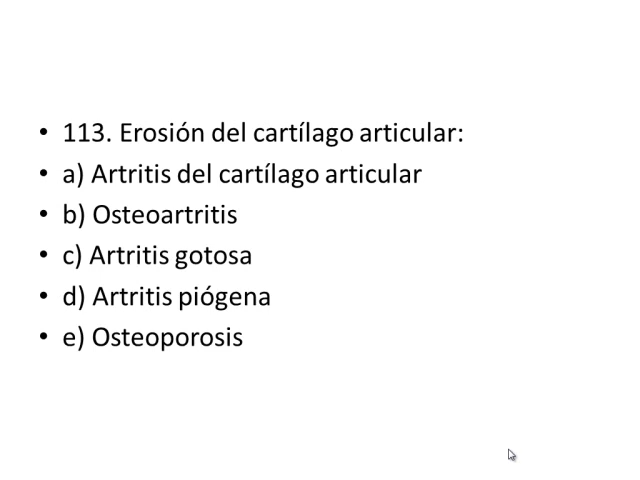 • 113. Erosión del cartílago articular:
• a) Artritis del cartílago articular
• b) Osteoartritis
• c) Artritis gotosa
• d) Artritis piógena
• e) Osteoporosis